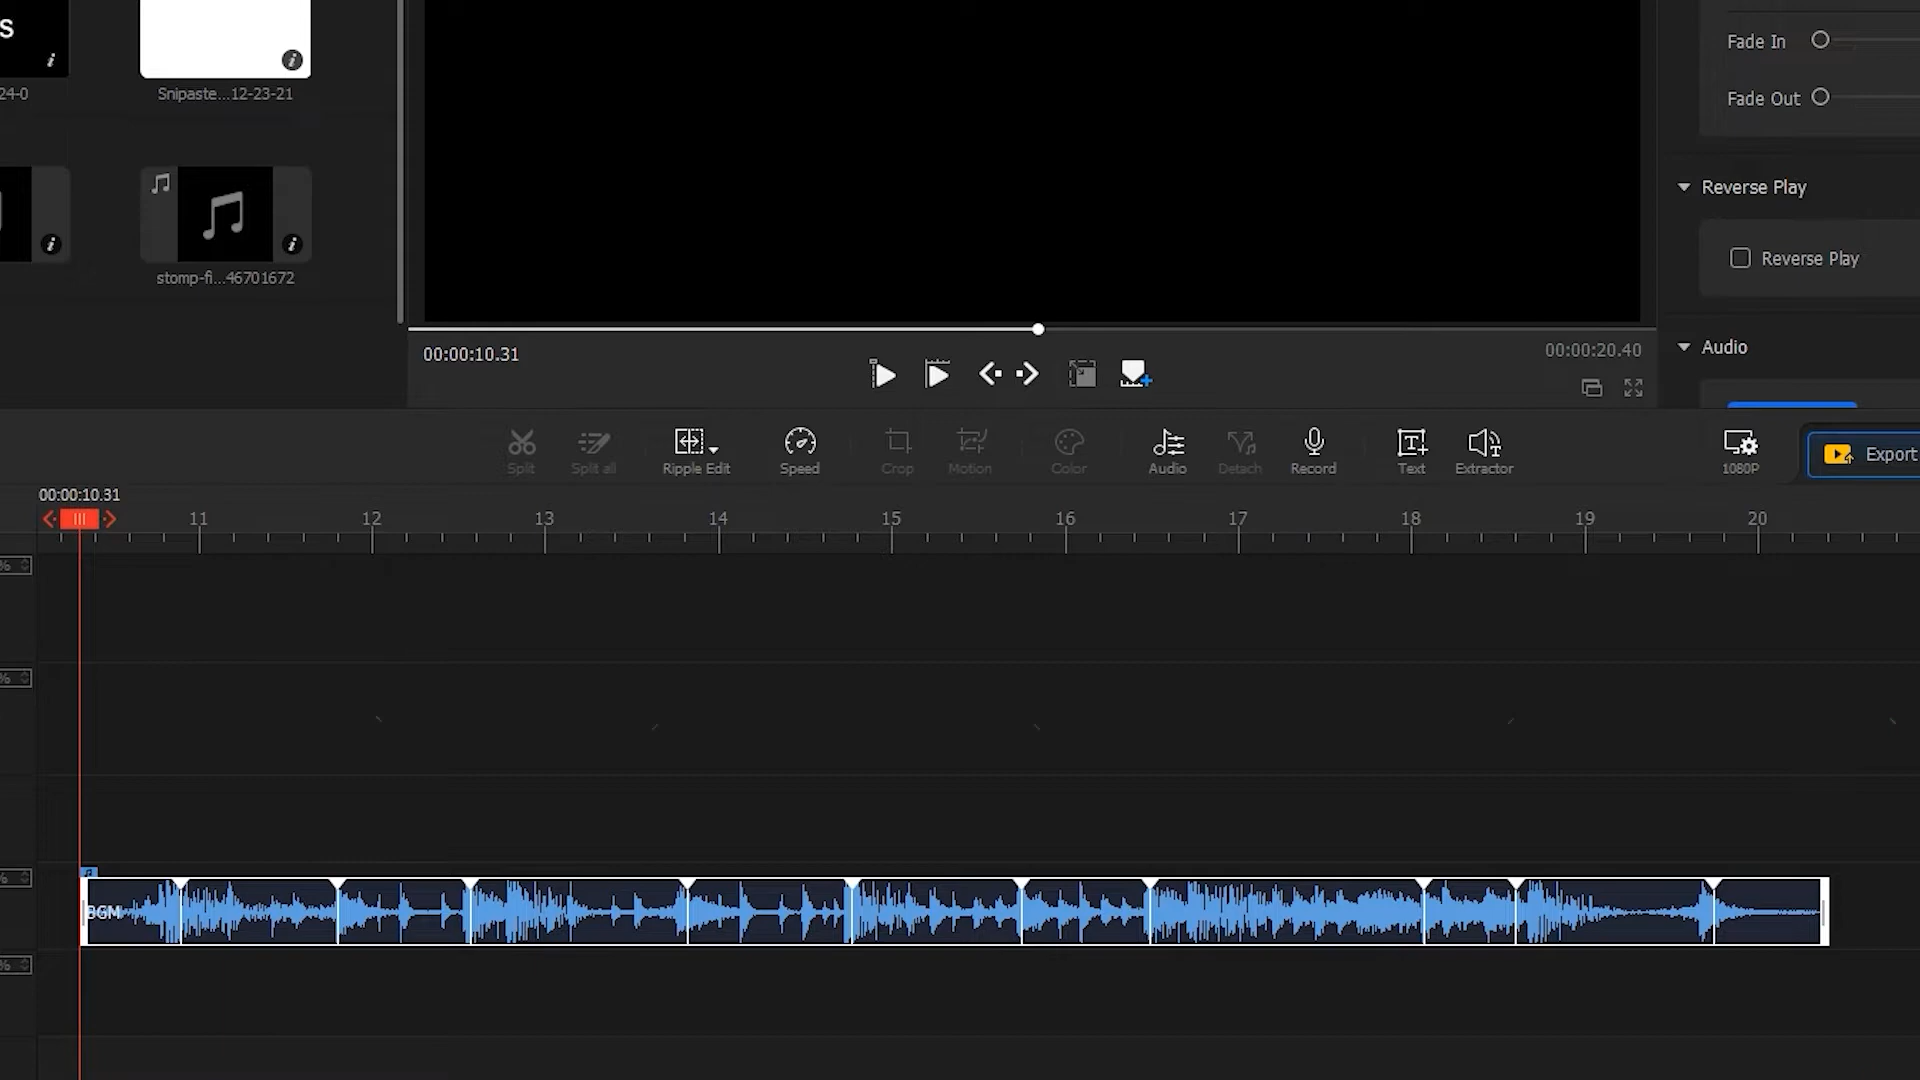 S
24-0
Snipaste...12-23-21
stomp-fi...46701672
Fade In
Fade Out
Reverse Play
Reverse Play
Audio
00:00:10.31
00:00:20.40
Split
Split all
Ripple Edit
Speed
Crop
Motion
Color
Audio
Detach
Record
Text
Extractor
1080P
Export
00:00:10.31
11 12 13 14 15 16 17 18 19 20
%
%
%
BGM
%